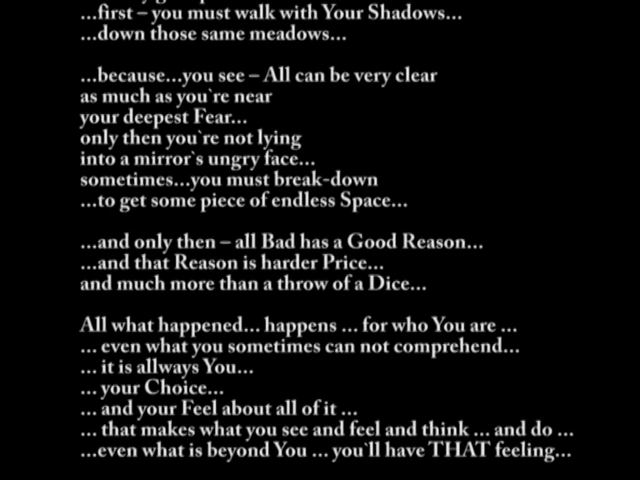 ...first – you must walk with Your Shadows...
...down those same meadows...
...because...you see – All can be very clear
as much as you`re near
your deepest Fear...
only then you`re not lying
into a mirror`s ungry face...
sometimes...you must break-down
...to get some piece of endless Space...
...and only then – all Bad has a Good Reason...
...and that Reason is harder Price...
and much more than a throw of a Dice...
All what happened... happens ... for who You are ...
... even what you sometimes can not comprehend...
... it is allways You...
... your Choice...
... and your Feel about all of it ...
... that makes what you see and feel and think ... and do ...
...even what is beyond You ... you`ll have THAT feeling...